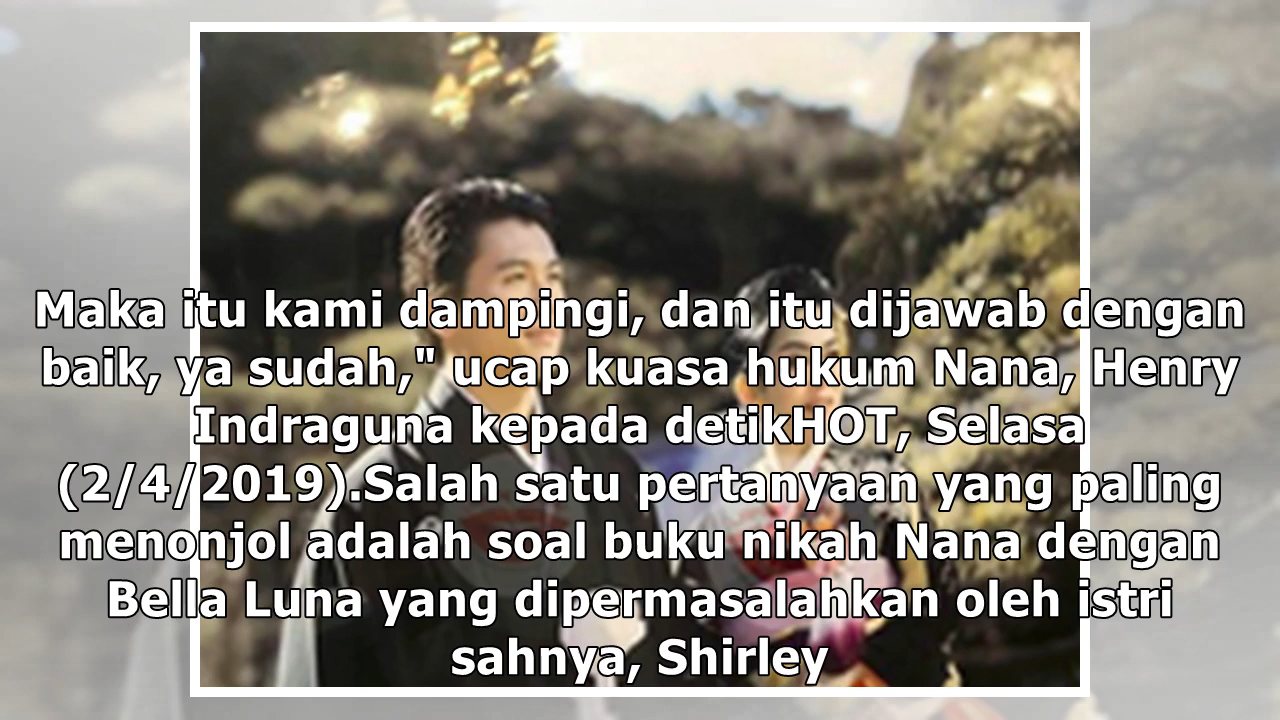 Maka itu kami dampingi, dan itu dijawab dengan
baik, ya sudah," ucap kuasa hukum Nana, Henry
Indraguna kepada detikHOT, Selasa
(2/4/2019).Salah satu pertanyaan yang paling
menonjol adalah soal buku nikah Nana dengan
Bella Luna yang dipermasalahkan oleh istri
sahnya, Shirley